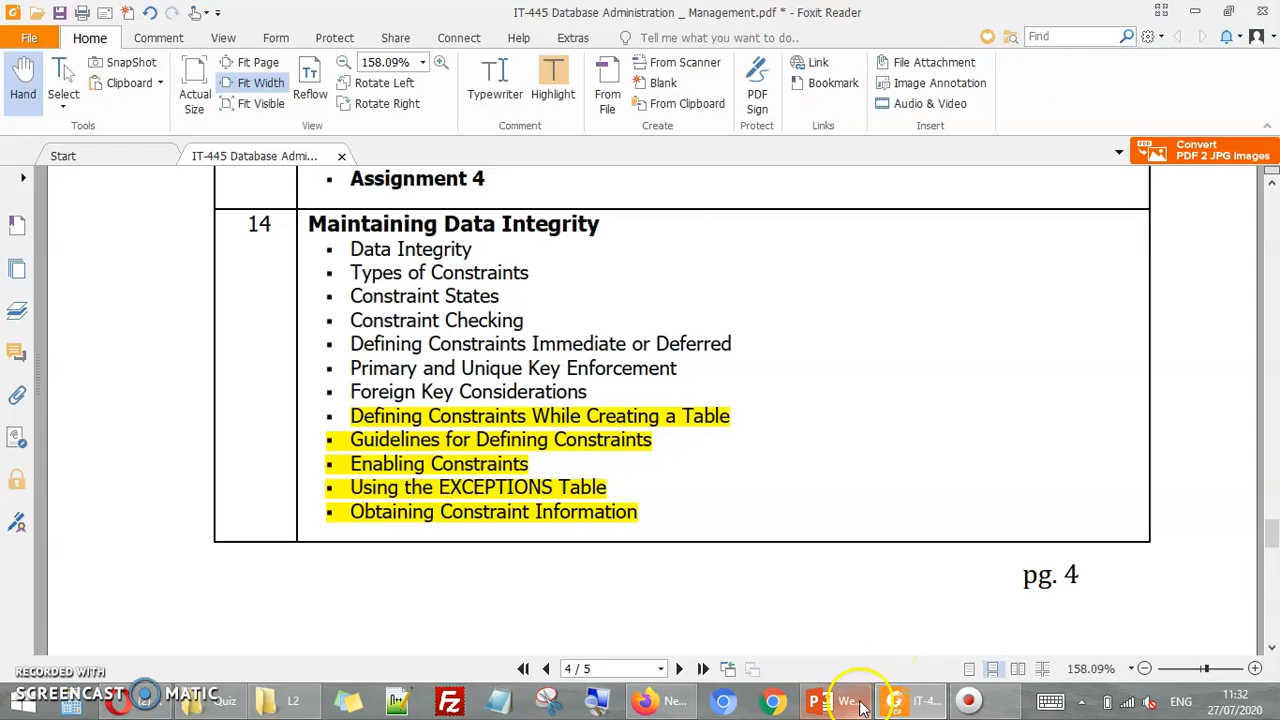 IT-445 Database Administration _ Management.pdf * - Foxit Reader
File Home Comment View Form Protect Share Connect Help Extras Tell me what you want to do.. Find
Hand
Select
SnapShot
Clipboard
Tools
Actual Size
Fit Page
Fit Width
Fit Visible
Reflow
158.09%
Rotate Left
Rotate Right
View
Typewriter
Highlight
Comment
From File
From Scanner
Blank
From Clipboard
Create
PDF Sign
Protect
Link
Bookmark
Links
File Attachment
Image Annotation
Audio & Video
Insert
Start
IT-445 Database Admi...
Convert
PDF 2 JPG Images
▪ Assignment 4
14 Maintaining Data Integrity
▪ Data Integrity
▪ Types of Constraints
▪ Constraint States
▪ Constraint Checking
▪ Defining Constraints Immediate or Deferred
▪ Primary and Unique Key Enforcement
▪ Foreign Key Considerations
▪ Defining Constraints While Creating a Table
▪ Guidelines for Defining Constraints
▪ Enabling Constraints
▪ Using the EXCEPTIONS Table
▪ Obtaining Constraint Information
pg. 4
4 / 5
158.09%
RECORDED WITH
SCREENCAST MATIC
Quiz
L2
Ne...
We...
IT-4...
ENG
11:32
27/07/2020